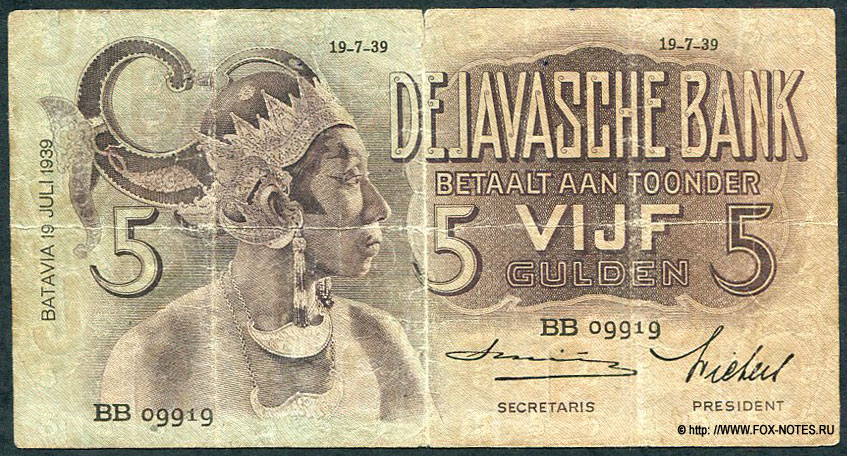 19-7-39
19-7-39
DE JAVASCHE BANK
BETAALT AAN TOONDER
VIJF
GULDEN
5
5
5
BATAVIA 19 JULI 1939
BB 09919
BB 09919
SECRETARIS
PRESIDENT
© http: //WWW.FOX-NOTES.RU